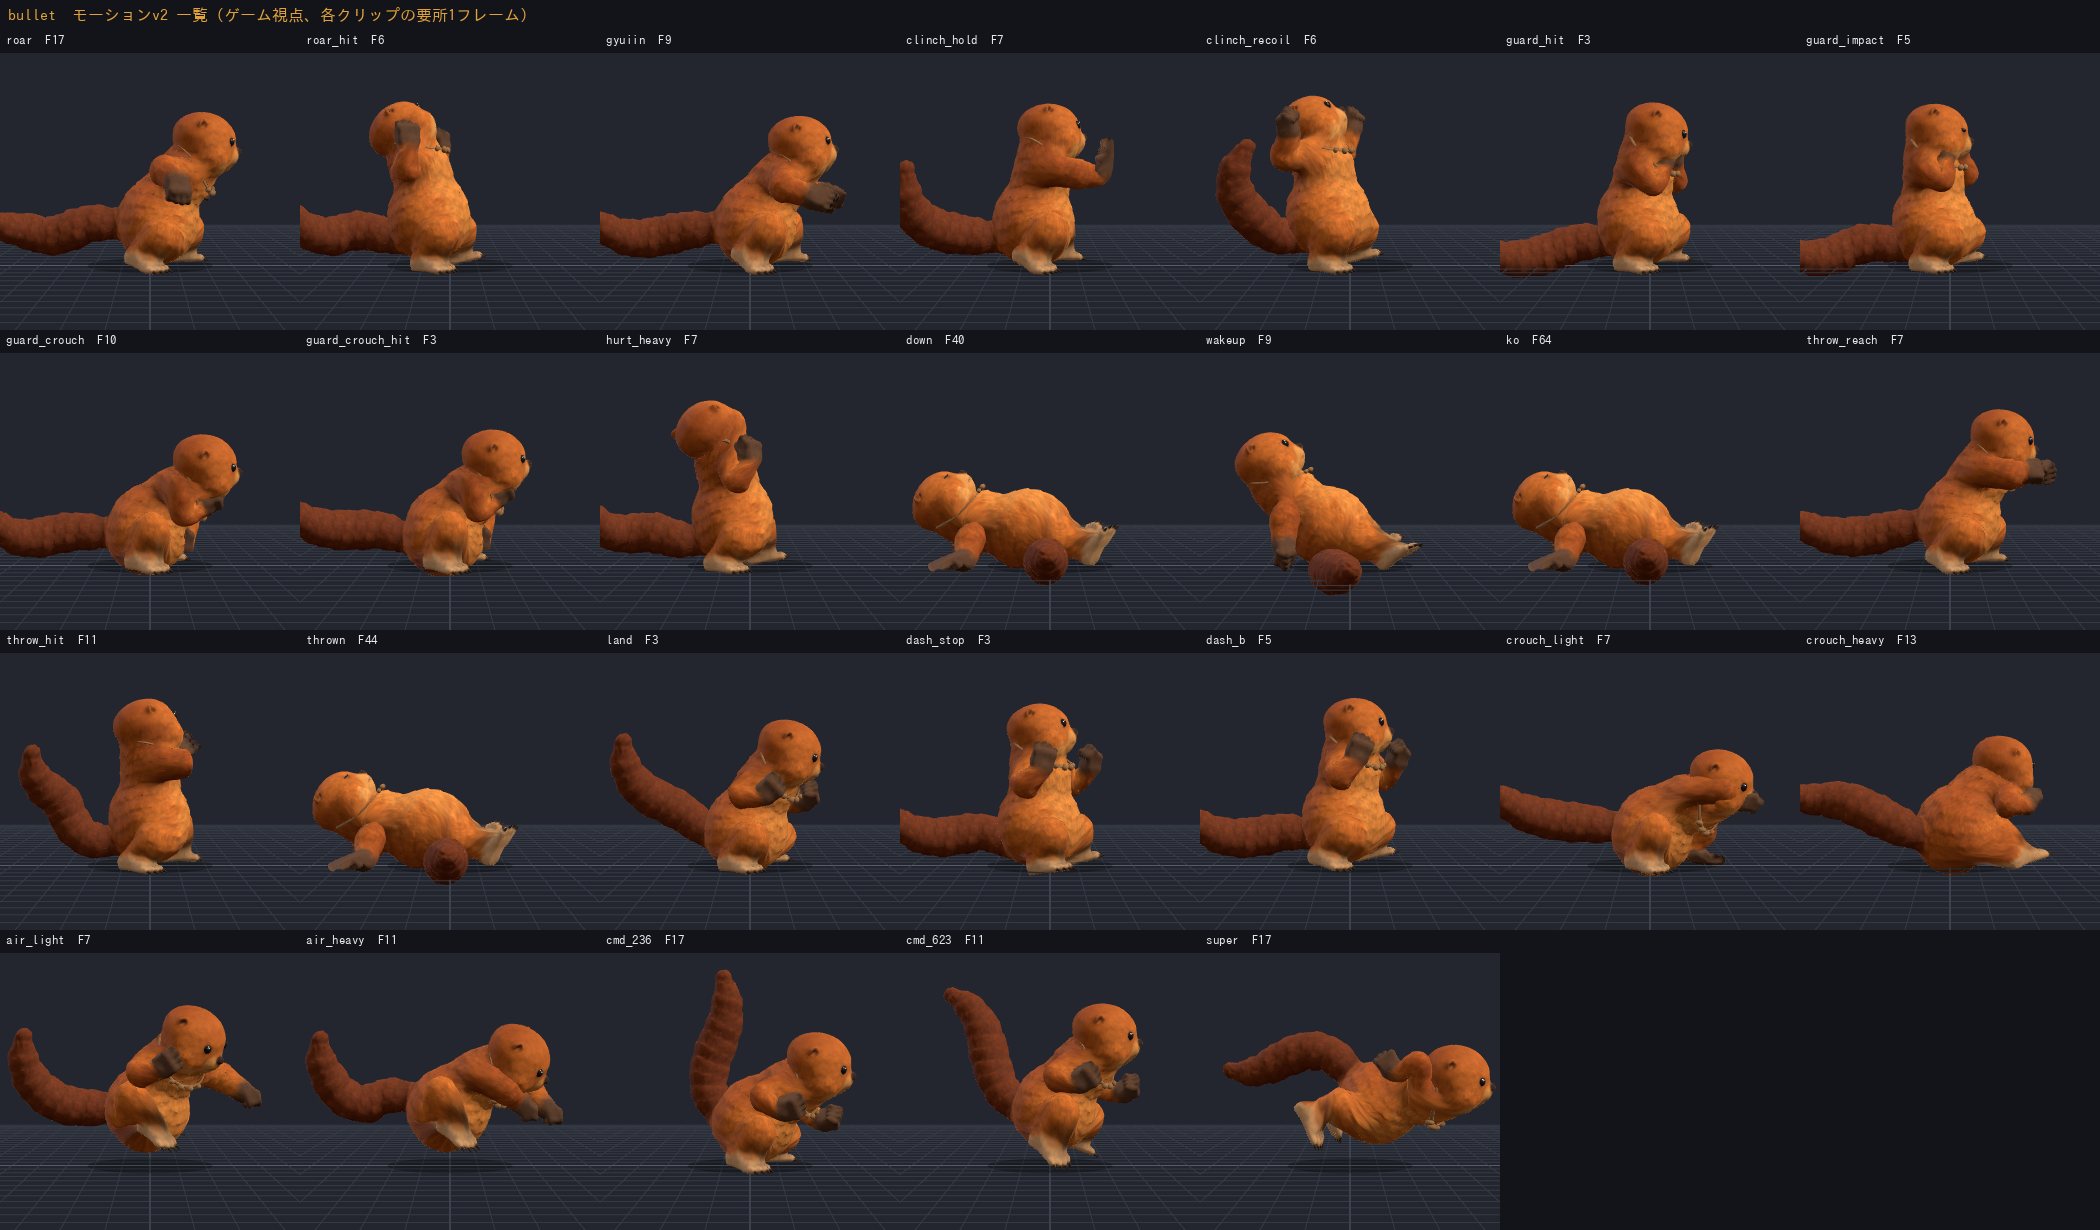 bullet モーションv2 一覧（ゲーム視点、各クリップの要所1フレーム）
roar F17
roar_hit F6
gyuiin F9
clinch_hold F7
clinch_recoil F6
guard_hit F3
guard_impact F5
guard_crouch F10
guard_crouch_hit F3
hurt_heavy F7
down F40
wakeup F9
ko F64
throw_reach F7
throw_hit F11
thrown F44
land F3
dash_stop F3
dash_b F5
crouch_light F7
crouch_heavy F13
air_light F7
air_heavy F11
cmd_236 F17
cmd_623 F11
super F17